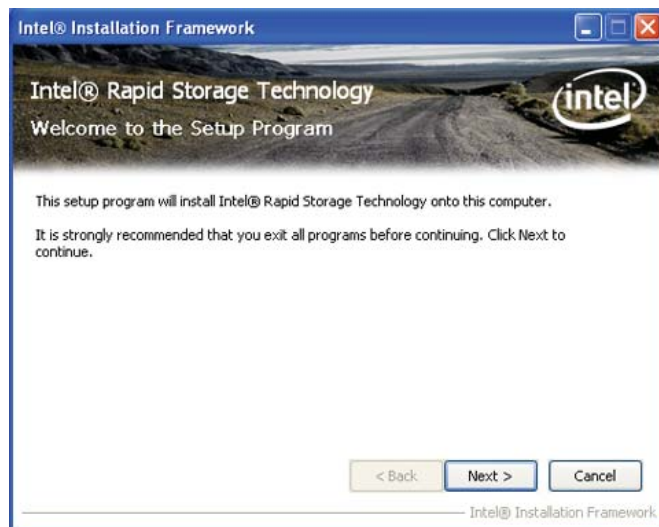 Intel® Installation Framework
Intel® Rapid Storage Technology
Welcome to the Setup Program
intel
This setup program will install Intel® Rapid Storage Technology onto this computer.
It is strongly recommended that you exit all programs before continuing. Click Next to
continue.
< Back
Next >
Cancel
Intel® Installation Framework